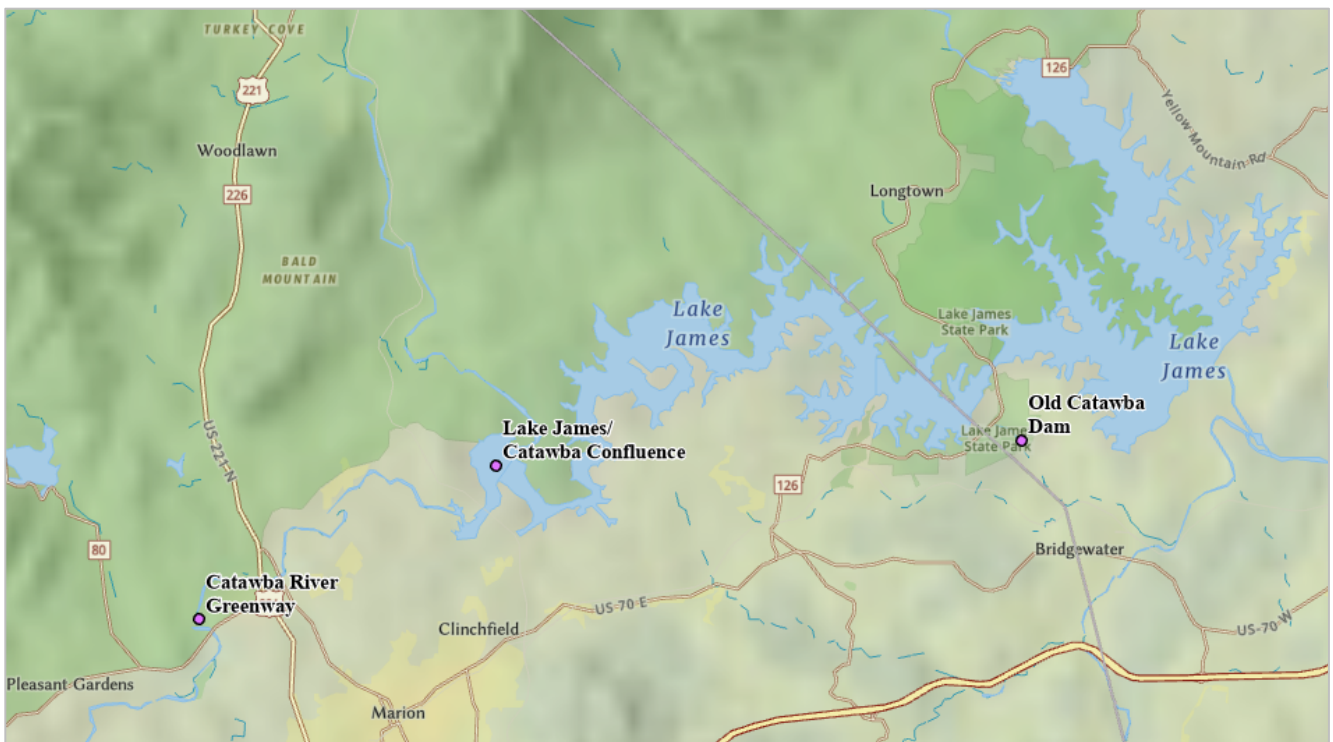 TURKEY COVE
221
126
Yellow Mountain Rd
Woodlawn
226
Longtown
BALD
MOUNTAIN
Lake
James
Lake James
State Park
Lake
James
Old Catawba
Dam
Lake James/
Catawba Confluence
US-221 N
State Park
126
80
Bridgewater
Catawba River
Greenway
US 70 E
Clinchfield
US-70 W
Pleasant Gardens
Marion